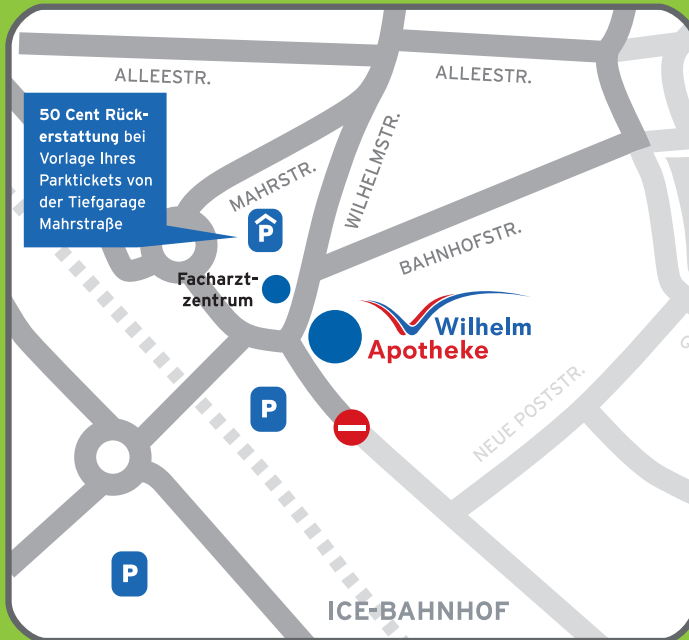 ALLEESTR.
ALLEESTR.
50 Cent Rück-
erstattung bei
Vorlage Ihres
Parktickets von
der Tiefgarage
Mahrstraße
MAHRSTR.
WILHELMSTR.
P
BAHNHOFSTR.
Facharzt-
zentrum
Wilhelm
Apotheke
P
NEUE POSTSTR.
P
ICE-BAHNHOF